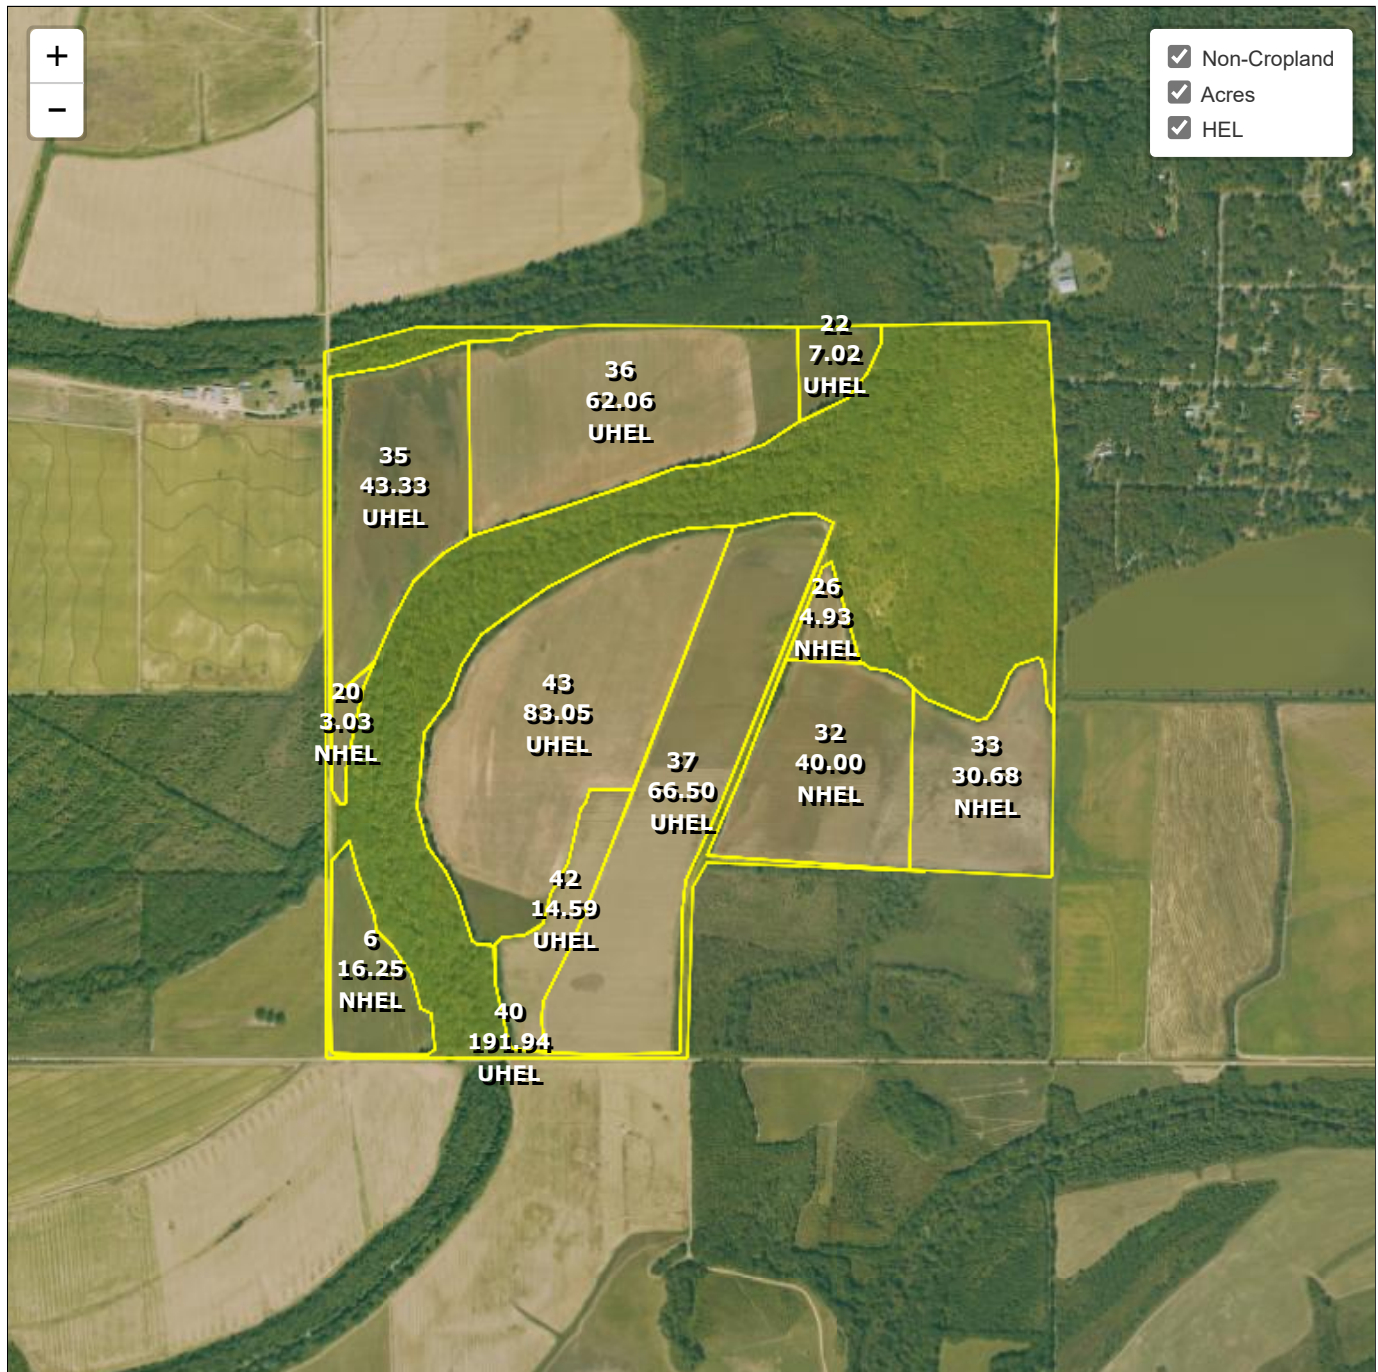 +
−
Non-Cropland
Acres
HEL
22
7.02
UHEL
36
62.06
UHEL
35
43.33
UHEL
26
4.93
NHEL
20
3.03
NHEL
43
83.05
UHEL
37
66.50
UHEL
32
40.00
NHEL
33
30.68
NHEL
42
14.59
UHEL
6
16.25
NHEL
40
191.94
UHEL